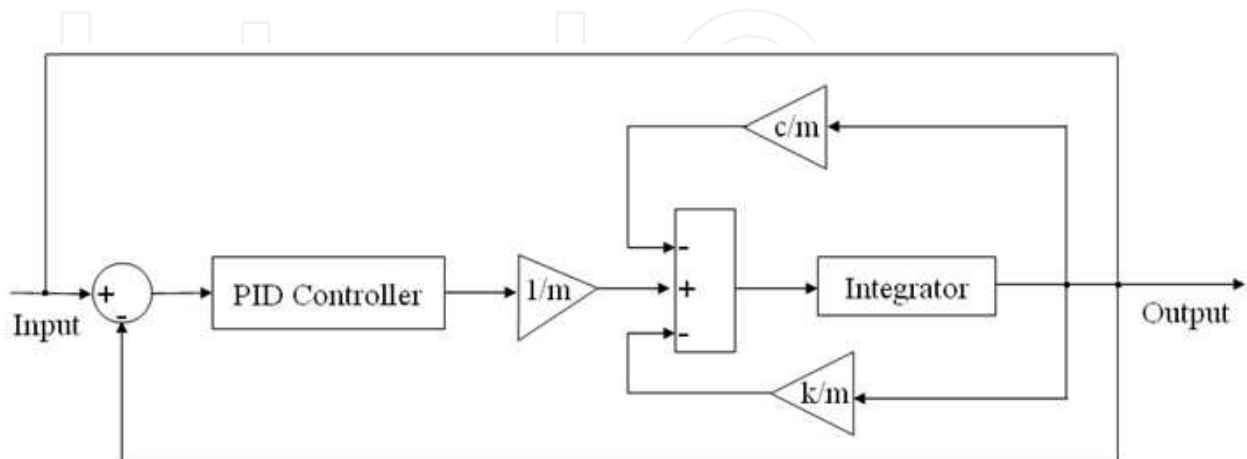 c/m
-
+
-
PID Controller
1/m
+
-
Integrator
Input
Output
k/m